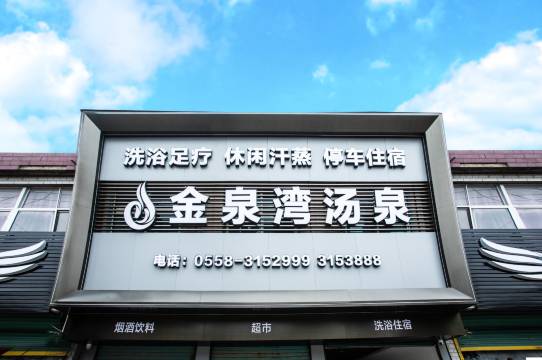 洗浴足疗 休闲汗蒸 停车住宿
金泉湾汤泉
电话：0558-3152999 3153888
烟酒饮料 超市 洗浴住宿